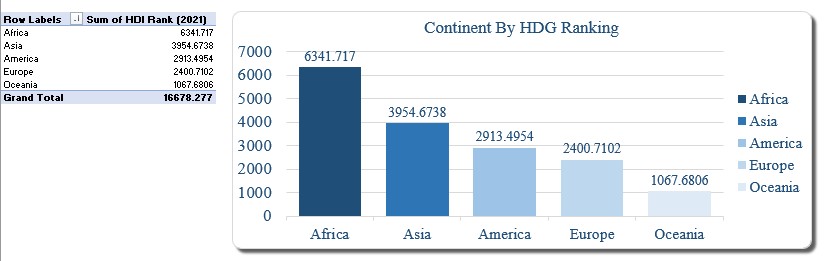 Row Labels Sum of HDI Rank (2021)
Africa 6341.717
Asia 3954.6738
America 2913.4954
Europe 2400.7102
Oceania 1067.6806
Grand Total 16678.277
Continent By HDG Ranking
7000
6000
5000
4000
3000
2000
1000
0
6341.717
3954.6738
2913.4954
2400.7102
1067.6806
Africa Asia America Europe Oceania
Africa
Asia
America
Europe
Oceania